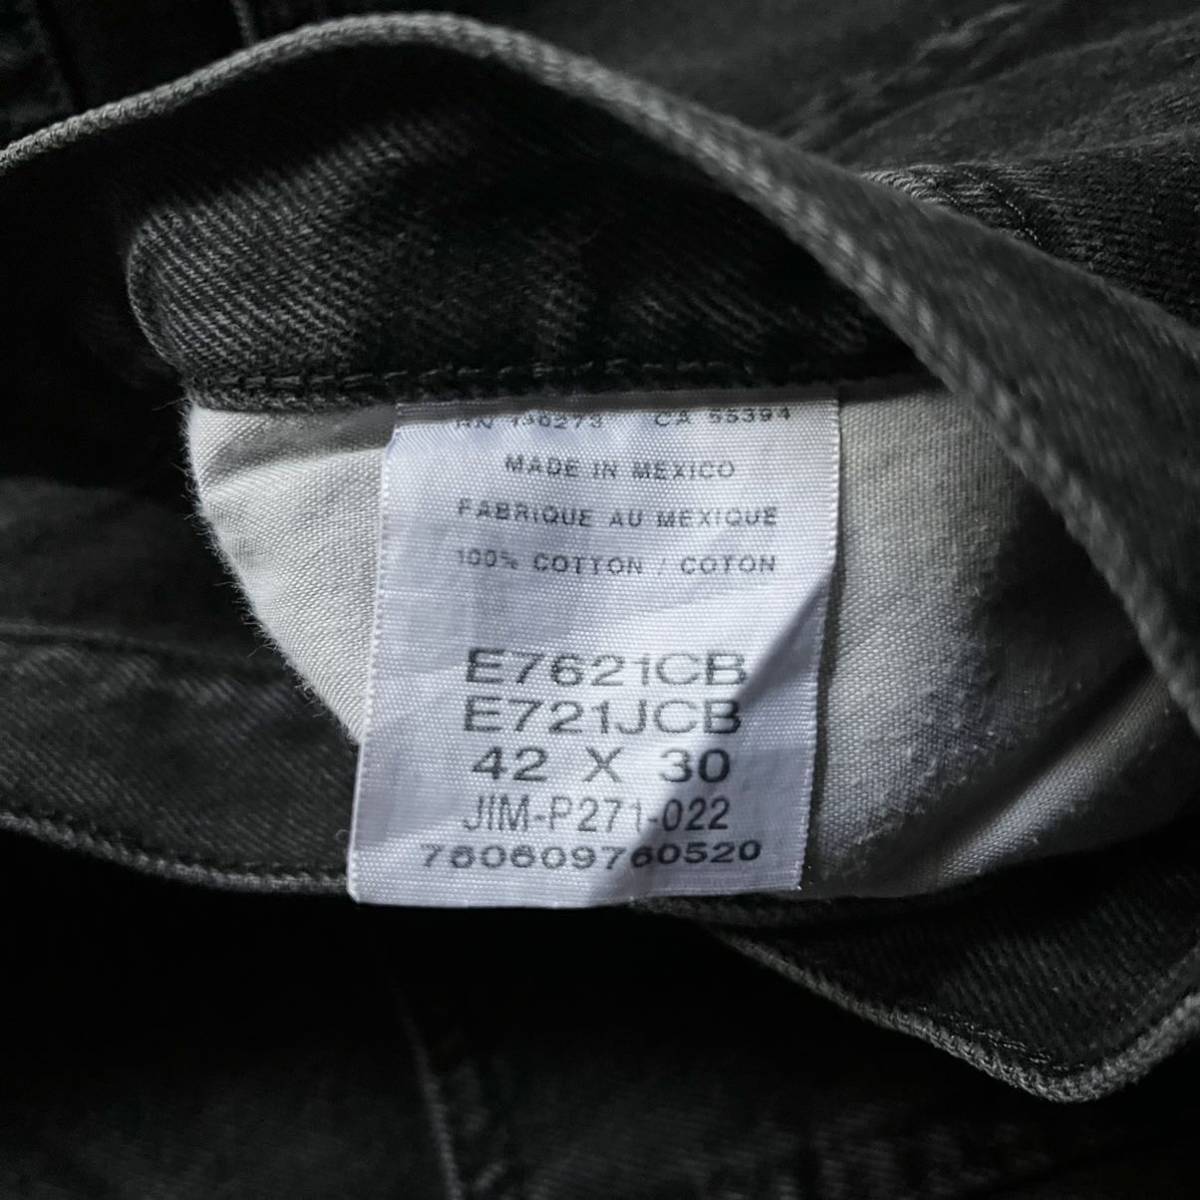 RN 130273 CA 55394
MADE IN MEXICO
FABRIQUE AU MEXIQUE
100% COTTON / COTON
E7621CB
E721JCB
42 X 30
JIM-P271-022
760609760520